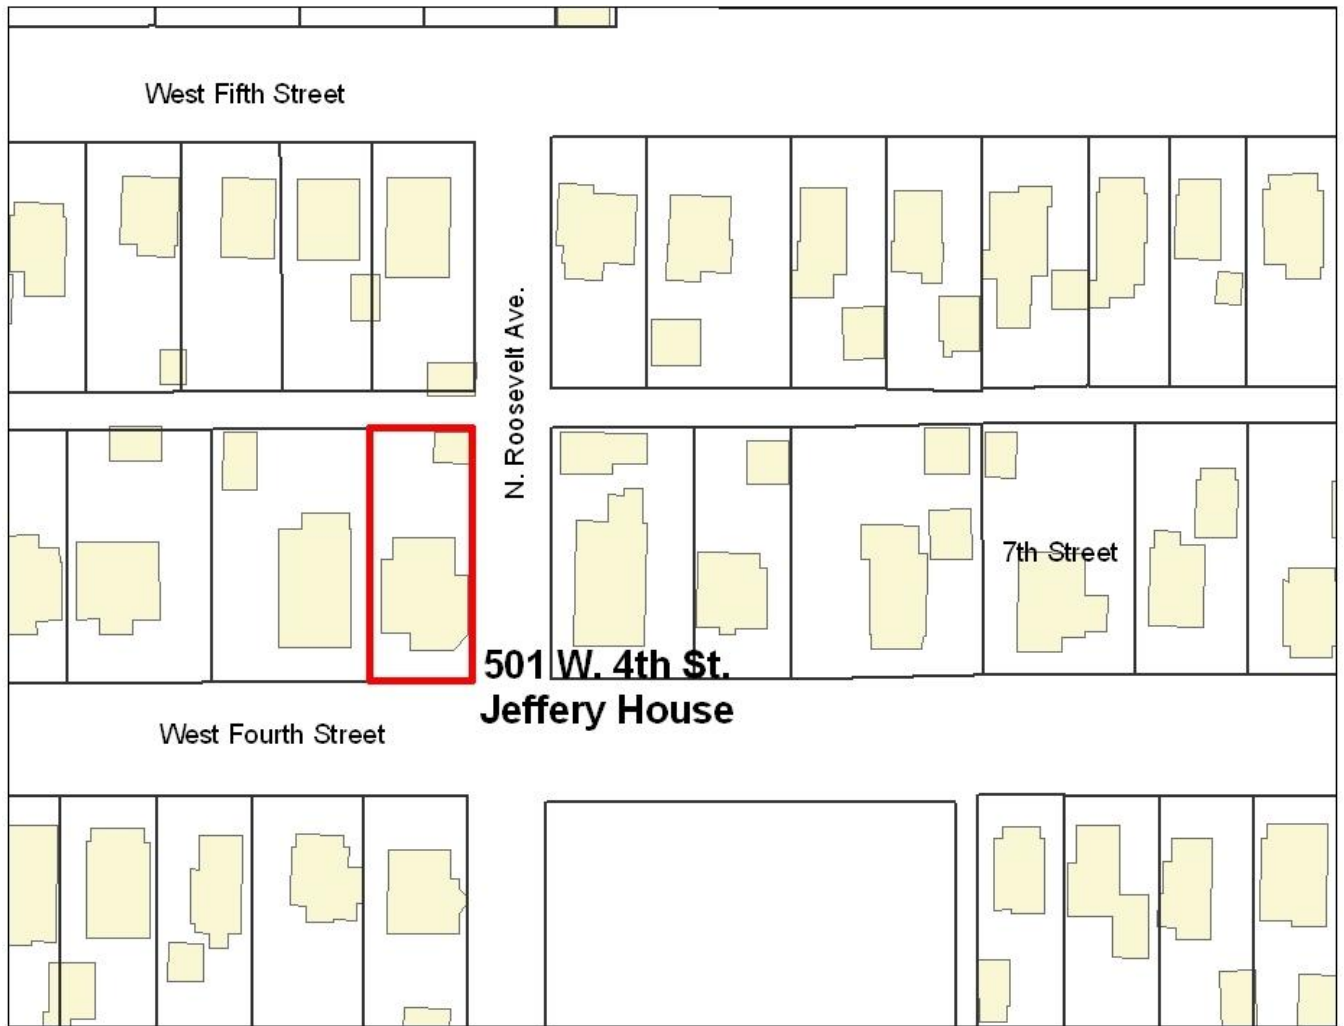 West Fifth Street
N. Roosevelt Ave.
7th Street
501 W. 4th St.
Jeffery House
West Fourth Street